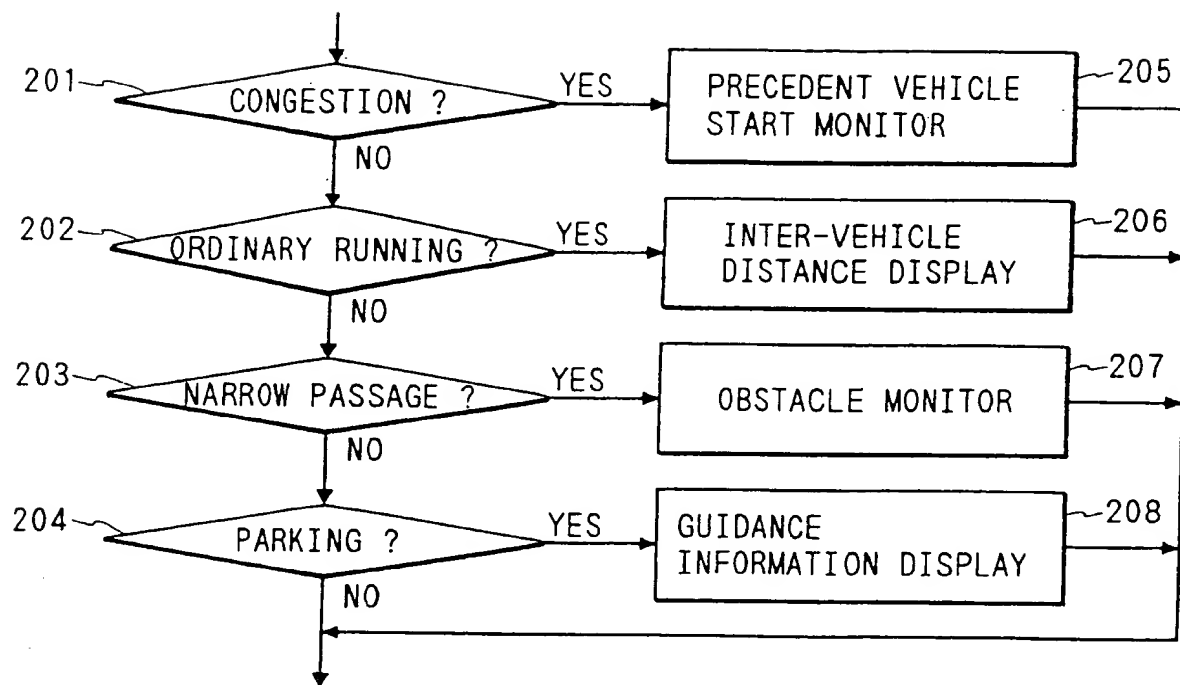 201
CONGESTION ?
YES
PRECEDENT VEHICLE
START MONITOR
205
NO
202
ORDINARY RUNNING ?
YES
INTER-VEHICLE
DISTANCE DISPLAY
206
NO
203
NARROW PASSAGE ?
YES
OBSTACLE MONITOR
207
NO
204
PARKING ?
YES
GUIDANCE
INFORMATION DISPLAY
208
NO